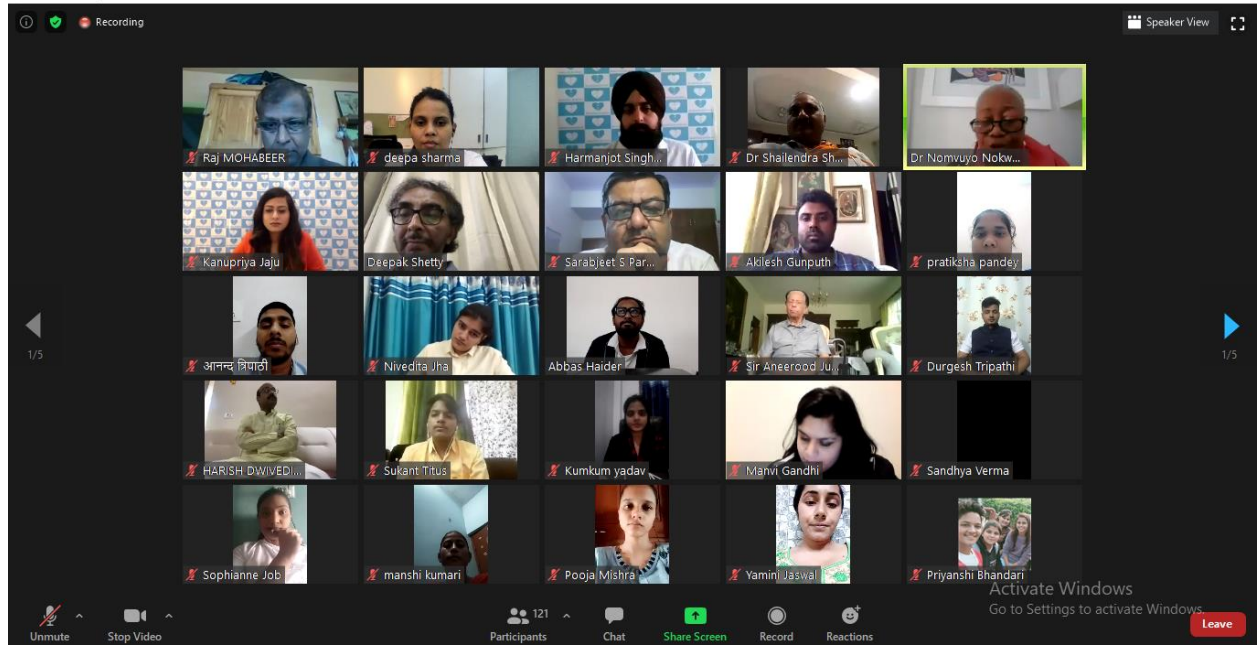 Recording
Speaker View
Raj MOHABEER
deepa sharma
Harmanjot Singh...
Dr Shailendra Sh...
Dr Nomvuyo Nokw...
Kanupriya Jaju
Deepak Shetty
Sarabjeet S Par...
Akilesh Gunputh
pratiksha pandey
1/5
आनन्द त्रिपाठी
Nivedita Jha
Abbas Haider
Sir Aneerood Ju...
Durgesh Tripathi
1/5
HARISH DWIVEDI...
Sukant Titus
Kumkum yadav
Manvi Gandhi
Sandhya Verma
Sophianne Job
manshi kumari
Pooja Mishra
Yamini Jaswal
Priyanshi Bhandari
Activate Windows
Go to Settings to activate Windows.
Unmute
Stop Video
121
Participants
Chat
Share Screen
Record
Reactions
Leave